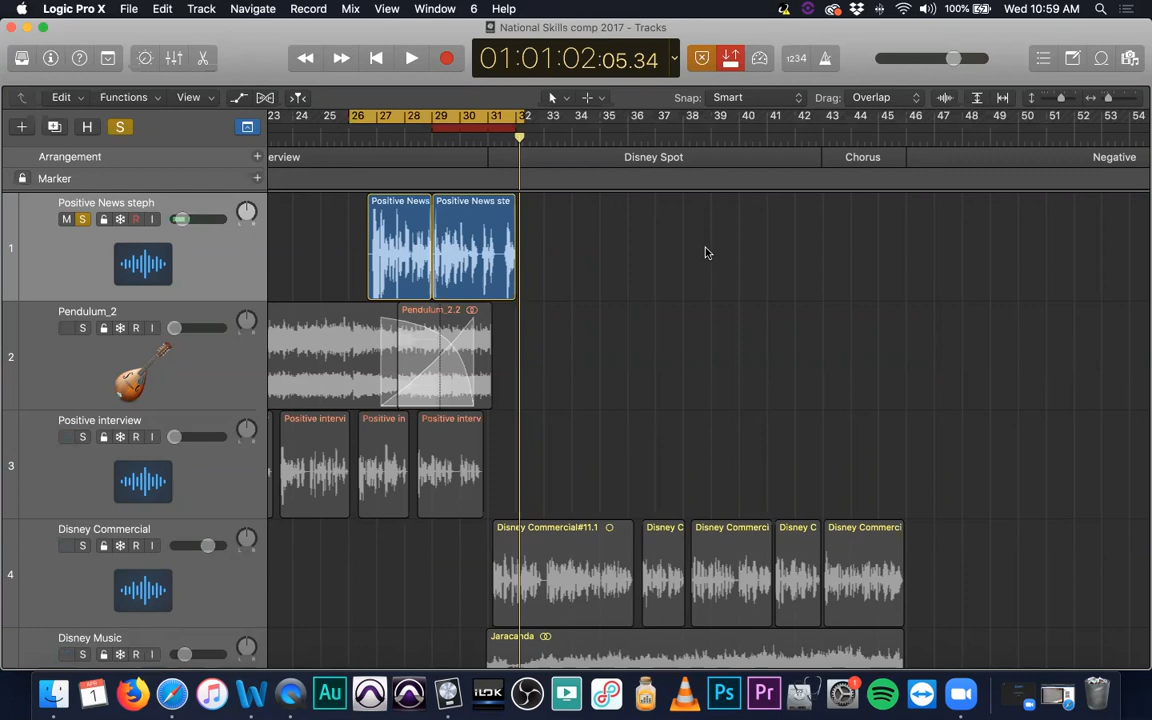 Logic Pro X File Edit Track Navigate Record Mix View Window 6 Help 100% Wed 10:59 AM
National Skills comp 2017 - Tracks
01:01:02:05.34 1234
Edit Functions View Snap: Smart Drag: Overlap
23 24 25 26 27 28 29 30 31 32 33 34 35 36 37 38 39 40 41 42 43 44 45 46 47 48 49 50 51 52 53 54
H S
Arrangement erview Disney Spot Chorus Negative
Marker
1 Positive News steph
M S R I
Positive News Positive News ste
2 Pendulum_2
S R I
Pendulum_2.2
3 Positive interview
S R I
Positive intervi Positive in Positive interv
4 Disney Commercial
S R I
Disney Commercial#11.1 Disney C Disney Commerci Disney C Disney Commerci
Disney Music
S R I
Jaracanda
APR 1 W Au iLOK Ps Pr 1